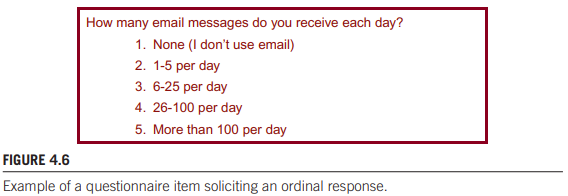 How many email messages do you receive each day?
1. None (I don't use email)
2. 1-5 per day
3. 6-25 per day
4. 26-100 per day
5. More than 100 per day
FIGURE 4.6
Example of a questionnaire item soliciting an ordinal response.